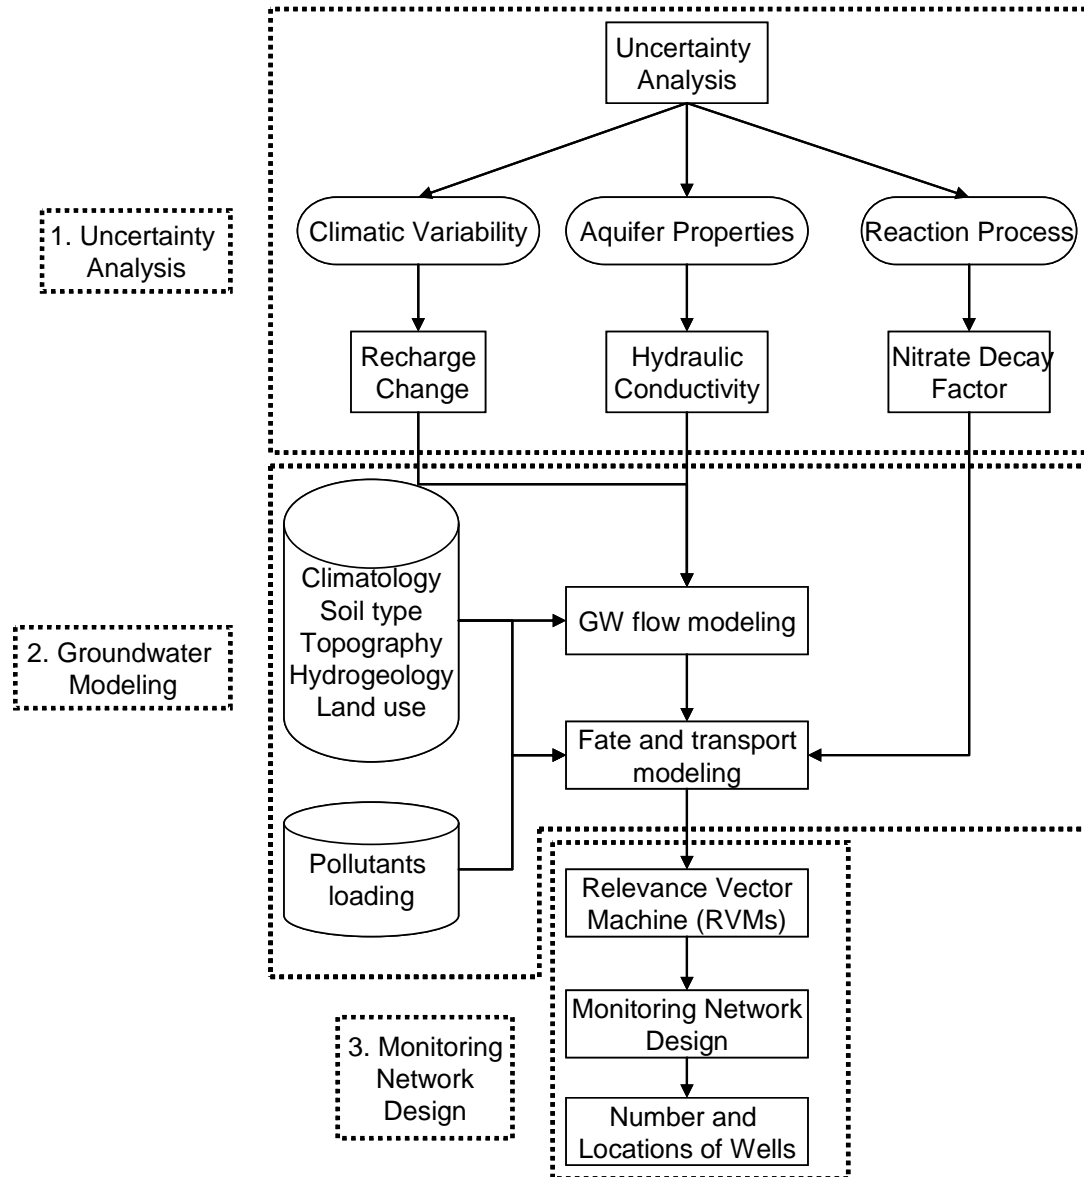 Uncertainty
Analysis
1. Uncertainty
Analysis
Climatic Variability
Aquifer Properties
Reaction Process
Recharge
Change
Hydraulic
Conductivity
Nitrate Decay
Factor
2. Groundwater
Modeling
Climatology
Soil type
Topography
Hydrogeology
Land use
GW flow modeling
Fate and transport
modeling
Pollutants
loading
Relevance Vector
Machine (RVMs)
3. Monitoring
Network
Design
Monitoring Network
Design
Number and
Locations of Wells